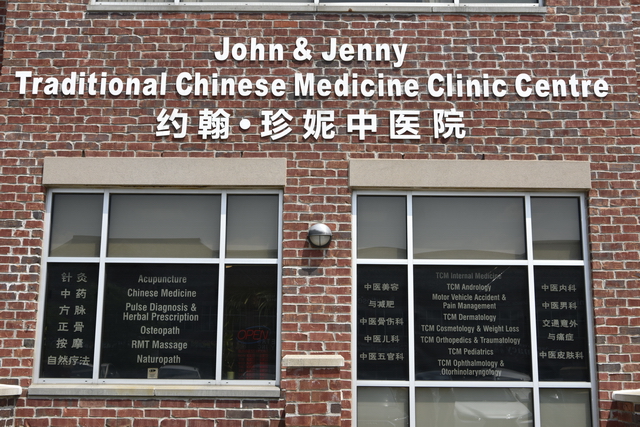 John & Jenny
Traditional Chinese Medicine Clinic Centre
约翰·珍妮中医院
针灸
中药
方脉
正骨
按摩
自然疗法
Acupuncture
Chinese Medicine
Pulse Diagnosis &
Herbal Prescription
Osteopath
RMT Massage
Naturopath
中医美容
与减肥
中医骨伤科
中医儿科
中医五官科
TCM Internal Medicine
TCM Andrology
Motor Vehicle Accident &
Pain Management
TCM Dermatology
TCM Cosmetology & Weight Loss
TCM Orthopedics & Traumatology
TCM Pediatrics
TCM Ophthalmology &
Otorhinolaryngology
中医内科
中医男科
交通意外
与痛症
中医皮肤科